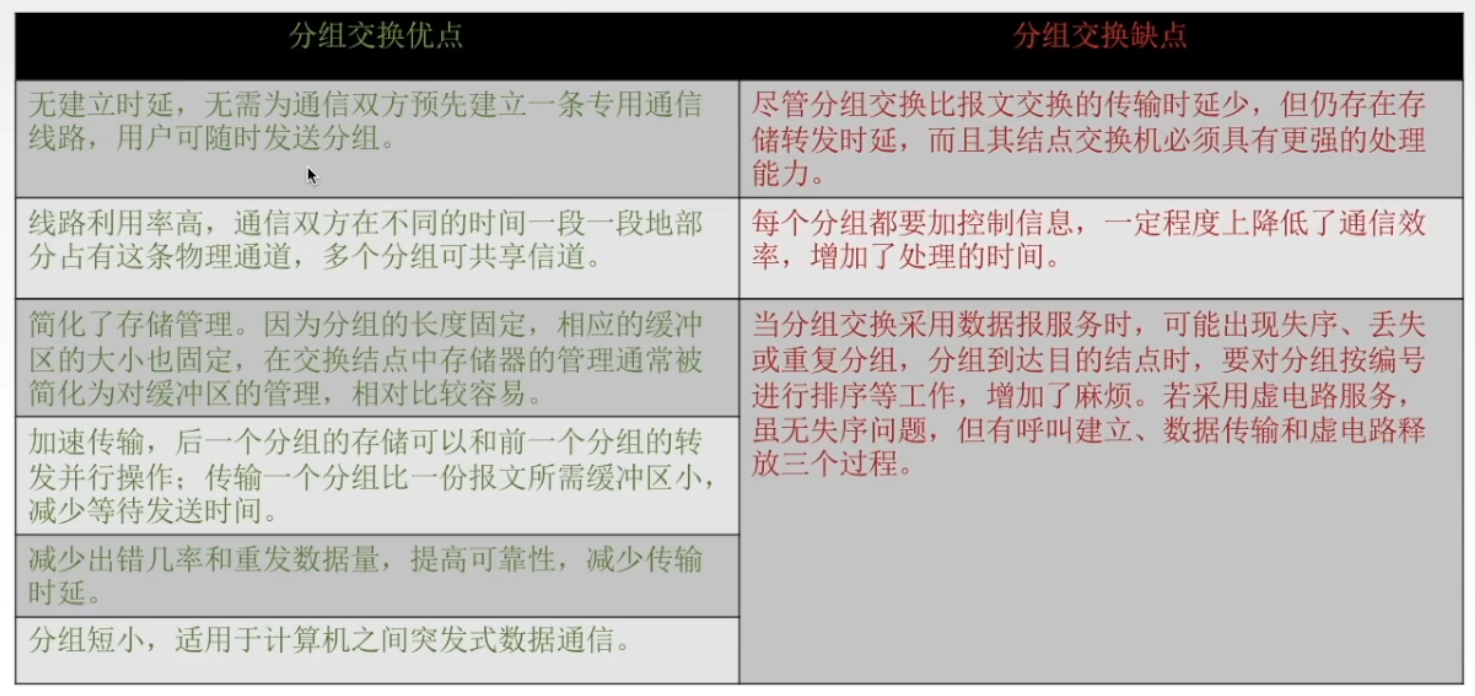 分组交换优点
分组交换缺点
无建立时延，无需为通信双方预先建立一条专用通信
线路，用户可随时发送分组。
尽管分组交换比报文交换的传输时延少，但仍存在存
储转发时延，而且其结点交换机必须具有更强的处理
能力。
线路利用率高，通信双方在不同的时间一段一段地部
分占有这条物理通道，多个分组可共享信道。
每个分组都要加控制信息，一定程度上降低了通信效
率，增加了处理的时间。
简化了存储管理。因为分组的长度固定，相应的缓冲
区的大小也固定，在交换结点中存储器的管理通常被
简化为对缓冲区的管理，相对比较容易。
当分组交换采用数据报服务时，可能出现失序、丢失
或重复分组，分组到达目的结点时，要对分组按编号
进行排序等工作，增加了麻烦。若采用虚电路服务，
虽无失序问题，但有呼叫建立、数据传输和虚电路释
放三个过程。
加速传输，后一个分组的存储可以和前一个分组的转
发并行操作；传输一个分组比一份报文所需缓冲区小，
减少等待发送时间。
减少出错几率和重发数据量，提高可靠性，减少传输
时延。
分组短小，适用于计算机之间突发式数据通信。